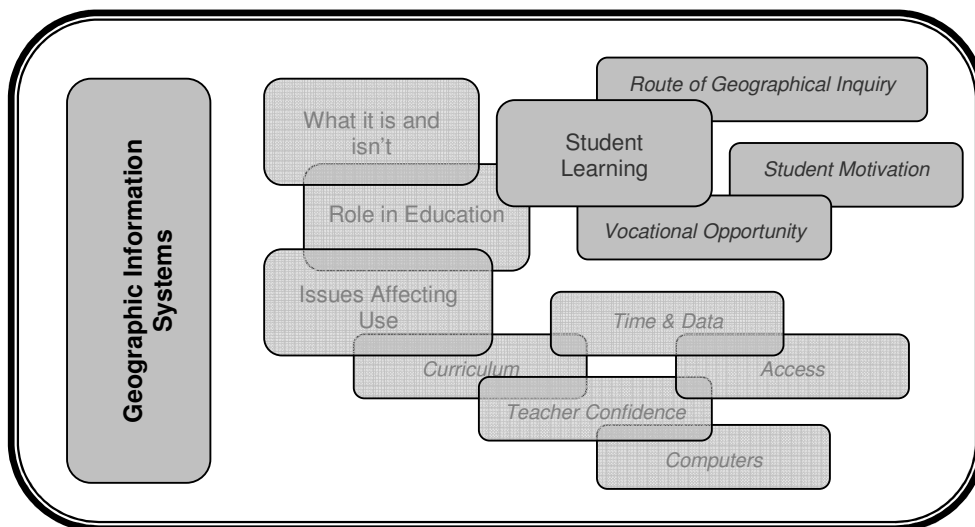 Geographic Information
Systems
What it is and
isn't
Role in Education
Issues Affecting
Use
Student
Learning
Route of Geographical Inquiry
Student Motivation
Vocational Opportunity
Time & Data
Curriculum
Access
Teacher Confidence
Computers